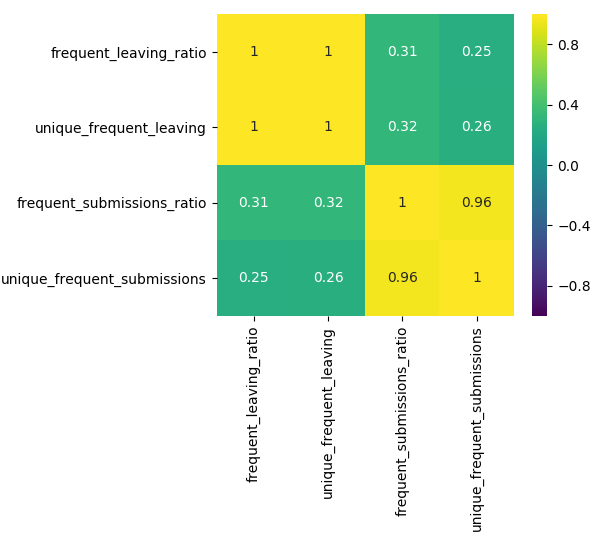 frequent_leaving_ratio 1 1 0.31 0.25
unique_frequent_leaving 1 1 0.32 0.26
frequent_submissions_ratio 0.31 0.32 1 0.96
unique_frequent_submissions 0.25 0.26 0.96 1
frequent_leaving_ratio
unique_frequent_leaving
frequent_submissions_ratio
unique_frequent_submissions
0.8
0.4
0.0
−0.4
−0.8